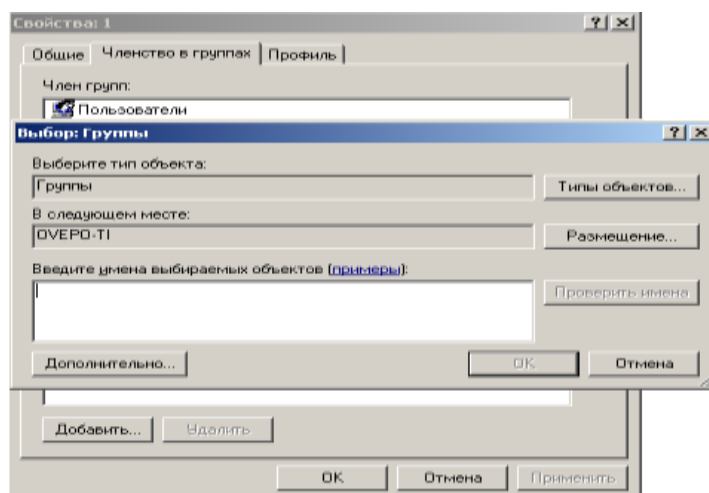 Свойства: 1
Общие
Членство в группах
Профиль
Член групп:
Пользователи
Выбор: Группы
Выберите тип объекта:
Группы
Типы объектов...
В следующем месте:
OVEPO-TI
Размещение...
Введите имена выбираемых объектов (примеры):
Проверить имена
Дополнительно...
OK
Отмена
Добавить...
Удалить
OK
Отмена
Применить